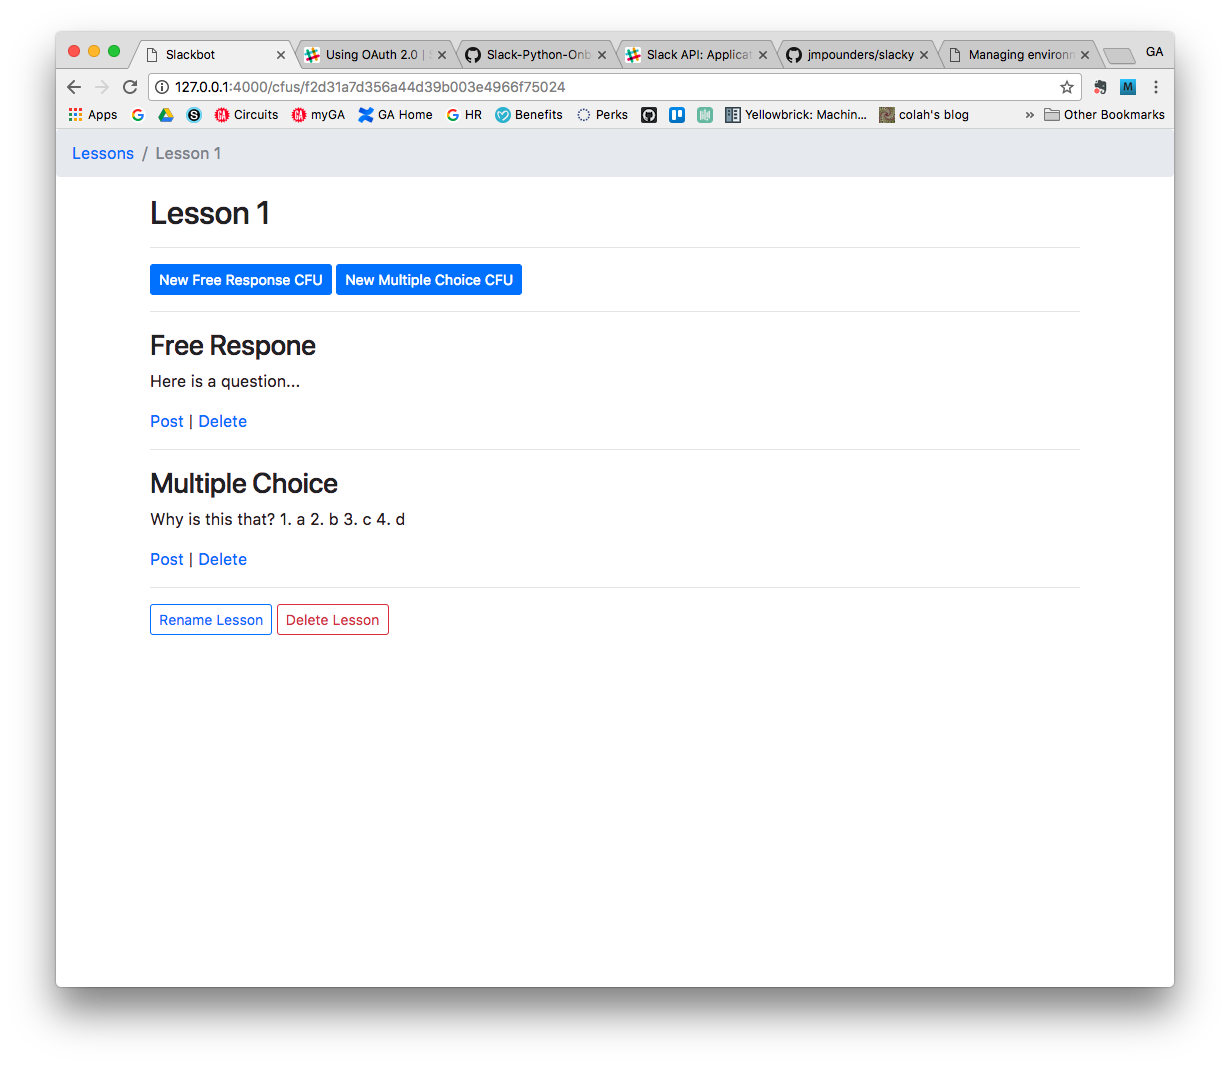 Slackbot
Using OAuth 2.0 | S
Slack-Python-Onb
Slack API: Applicat
jmpounders/slacky
Managing environm
GA
127.0.0.1:4000/cfus/f2d31a7d356a44d39b003e4966f75024
M
Apps
Circuits
myGA
GA Home
HR
Benefits
Perks
Yellowbrick: Machin...
colah's blog
» Other Bookmarks
Lessons / Lesson 1
Lesson 1
New Free Response CFU New Multiple Choice CFU
Free Respone
Here is a question...
Post | Delete
Multiple Choice
Why is this that? 1. a 2. b 3. c 4. d
Post | Delete
Rename Lesson Delete Lesson